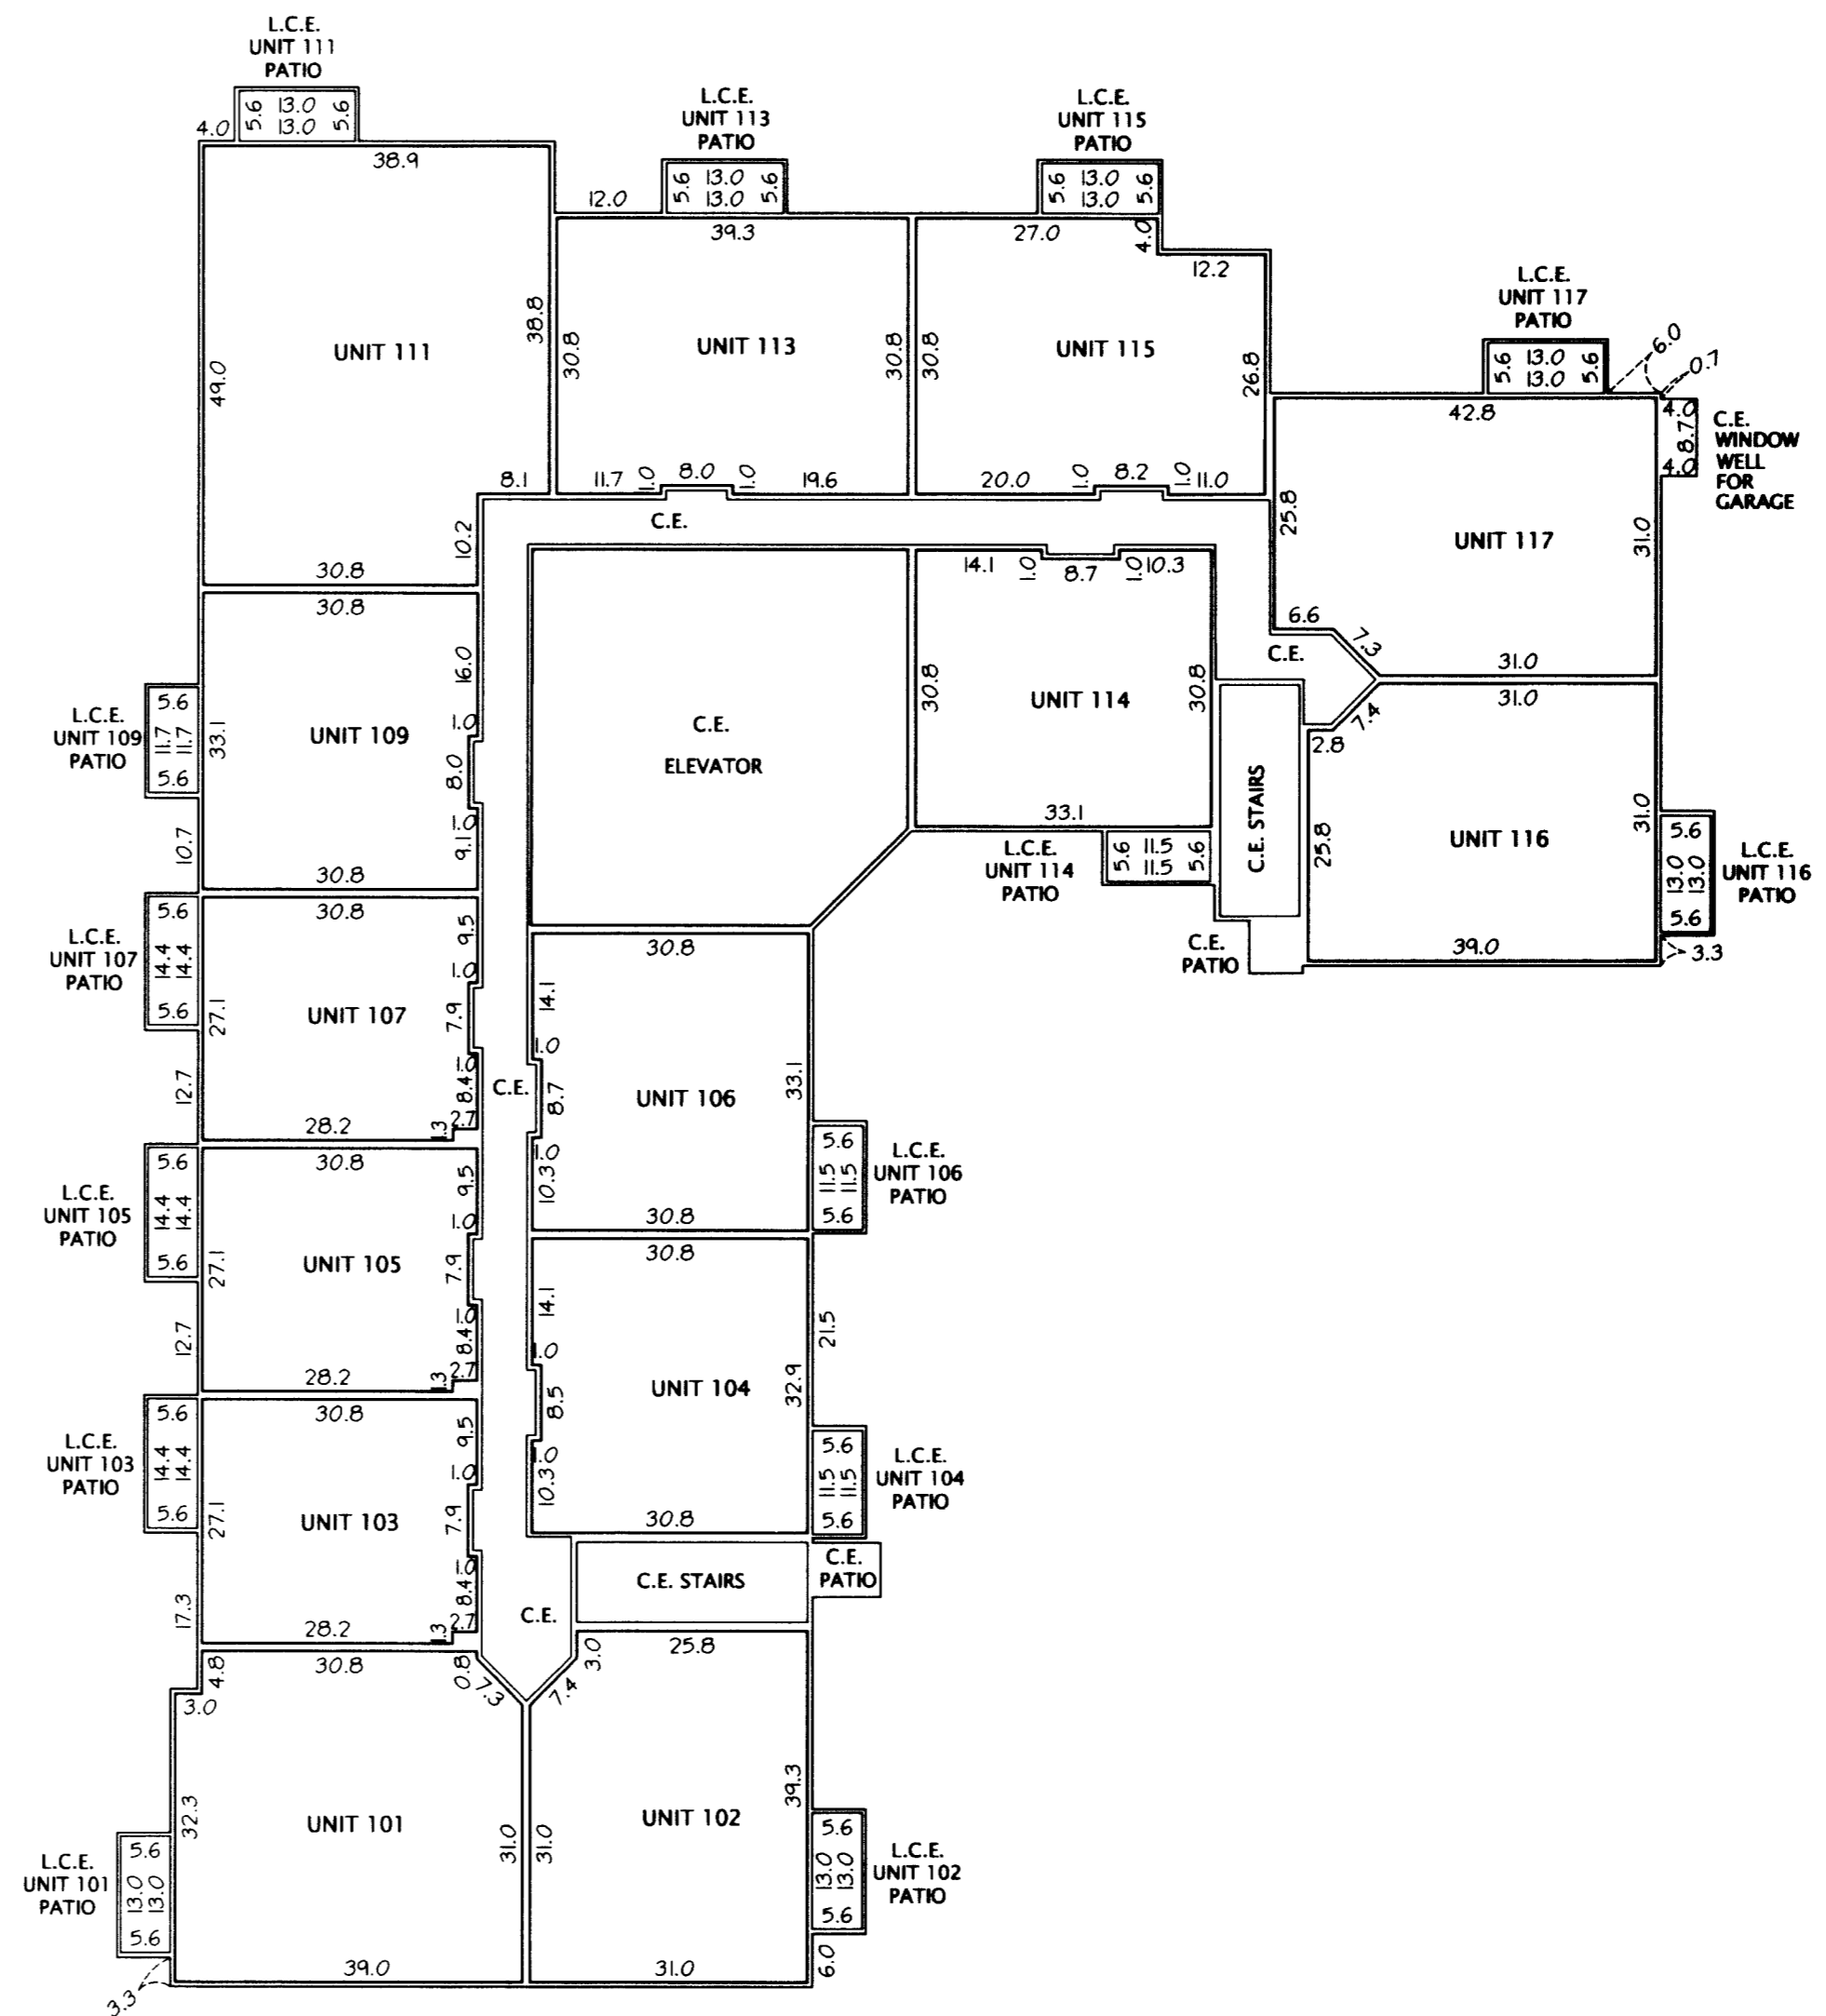 L.C.E.
UNIT 111
PATIO
5.6 13.0 5.6
13.0
4.0
38.9
UNIT 111
49.0
38.8
8.1
10.2
30.8
L.C.E.
UNIT 113
PATIO
5.6 13.0 5.6
13.0
12.0
39.3
UNIT 113
30.8
30.8
11.7 1.0 8.0 1.0 19.6
L.C.E.
UNIT 115
PATIO
5.6 13.0 5.6
13.0
27.0
4.0
12.2
UNIT 115
30.8
26.8
20.0 1.0 8.2 1.0 11.0
L.C.E.
UNIT 117
PATIO
5.6 13.0 5.6
13.0
6.0
0.7
42.8
4.0
8.7
4.0
C.E.
WINDOW
WELL
FOR
GARAGE
25.8
UNIT 117
31.0
6.6
7.3
31.0
C.E.
C.E.
C.E.
ELEVATOR
14.1 1.0 8.7 1.0 10.3
UNIT 114
30.8
30.8
33.1
L.C.E.
UNIT 114
PATIO
5.6 11.5 5.6
11.5
C.E. STAIRS
C.E.
PATIO
31.0
7.4
2.8
25.8
UNIT 116
31.0
39.0
L.C.E.
UNIT 116
PATIO
5.6
13.0 13.0
5.6
3.3
30.8
16.0
1.0
8.0
1.0
9.1
UNIT 109
33.1
30.8
L.C.E.
UNIT 109
PATIO
5.6
11.7 11.7
5.6
10.7
30.8
9.5
1.0
7.9
1.0
8.4
2.7
1.3
28.2
UNIT 107
27.1
L.C.E.
UNIT 107
PATIO
5.6
14.4 14.4
5.6
12.7
C.E.
30.8
14.1
1.0
8.7
1.0
10.3
UNIT 106
33.1
30.8
L.C.E.
UNIT 106
PATIO
5.6
11.5 11.5
5.6
30.8
9.5
1.0
7.9
1.0
8.4
2.7
1.3
28.2
UNIT 105
27.1
L.C.E.
UNIT 105
PATIO
5.6
14.4 14.4
5.6
12.7
30.8
14.1
1.0
8.5
1.0
10.3
UNIT 104
32.9
21.5
30.8
L.C.E.
UNIT 104
PATIO
5.6
11.5 11.5
5.6
30.8
9.5
1.0
7.9
1.0
8.4
2.7
1.3
28.2
UNIT 103
27.1
L.C.E.
UNIT 103
PATIO
5.6
14.4 14.4
5.6
17.3
C.E. STAIRS
C.E.
PATIO
C.E.
4.8
3.0
30.8
0.8
7.3
32.3
UNIT 101
31.0
39.0
L.C.E.
UNIT 101
PATIO
5.6
13.0 13.0
5.6
3.3
25.8
3.0
7.4
31.0
UNIT 102
39.3
31.0
L.C.E.
UNIT 102
PATIO
5.6
13.0 13.0
5.6
6.0